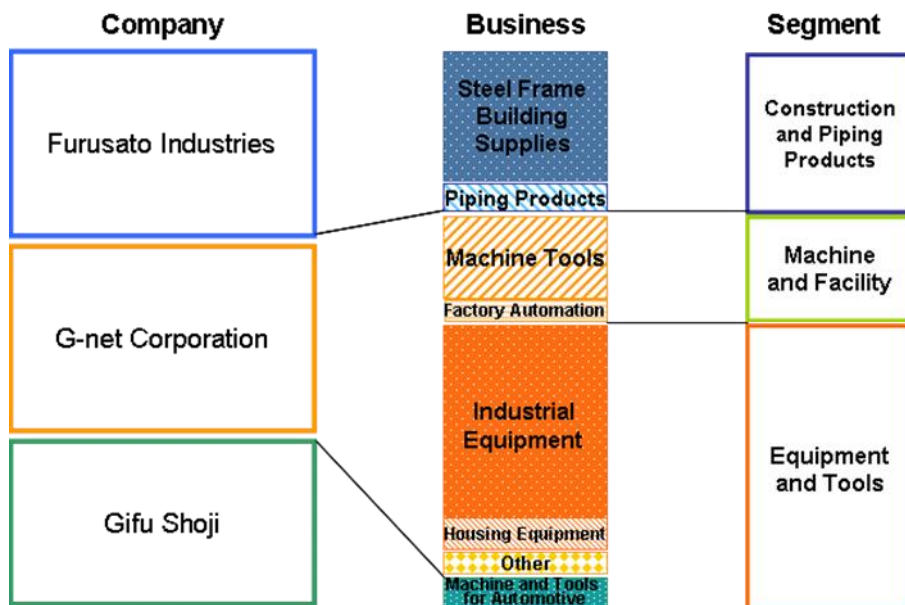 Company
Business
Segment
Furusato Industries
G-net Corporation
Gifu Shoji
Steel Frame
Building
Supplies
Piping Products
Machine Tools
Factory Automation
Industrial
Equipment
Housing Equipment
Other
Machine and Tools
for Automotive
Construction
and Piping
Products
Machine
and Facility
Equipment
and Tools